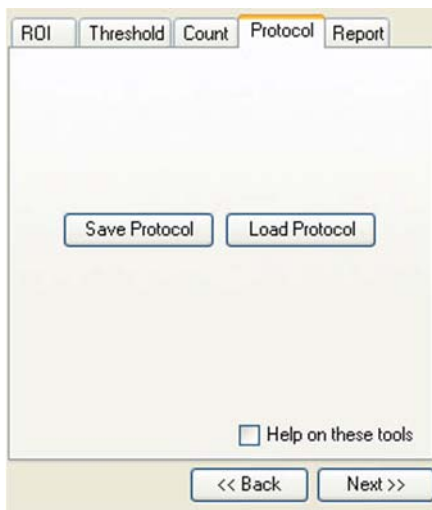 ROI Threshold Count Protocol Report
Save Protocol Load Protocol
Help on these tools
<< Back Next >>